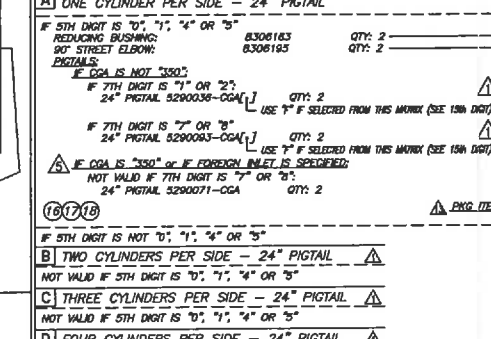 A ONE CYLINDER PER SIDE – 24" PIGTAIL
IF 5TH DIGIT IS "0", "1", "4" OR "5"
REDUCING BUSHING: 8306183 QTY: 2
90° STREET ELBOW: 8306195 QTY: 2
PIGTAILS:
IF CGA IS NOT "350":
IF 7TH DIGIT IS "1" OR "2":
24" PIGTAIL 5290036-CGA[ ] QTY: 2
USE "F" IF SELECTED FROM THIS MATRIX (SEE 15th DIGIT)
IF 7TH DIGIT IS "7" OR "8"
24" PIGTAIL 5290093-CGA[ ] QTY: 2
USE "F" IF SELECTED FROM THIS MATRIX (SEE 15th DIGIT)
5 IF CGA IS "350" or IF FOREIGN INLET IS SPECIFIED:
NOT VALID IF 7TH DIGIT IS "7" OR "8":
24" PIGTAIL 5290071-CGA QTY: 2
16 17 18 PKG ITE
IF 5TH DIGIT IS NOT "0", "1", "4" OR "5"
B TWO CYLINDERS PER SIDE – 24" PIGTAIL
NOT VALID IF 5TH DIGIT IS "0", "1", "4" OR "5"
C THREE CYLINDERS PER SIDE – 24" PIGTAIL
NOT VALID IF 5TH DIGIT IS "0", "1", "4" OR "5"
D FOUR CYLINDERS PER SIDE – 24" PIGTAIL